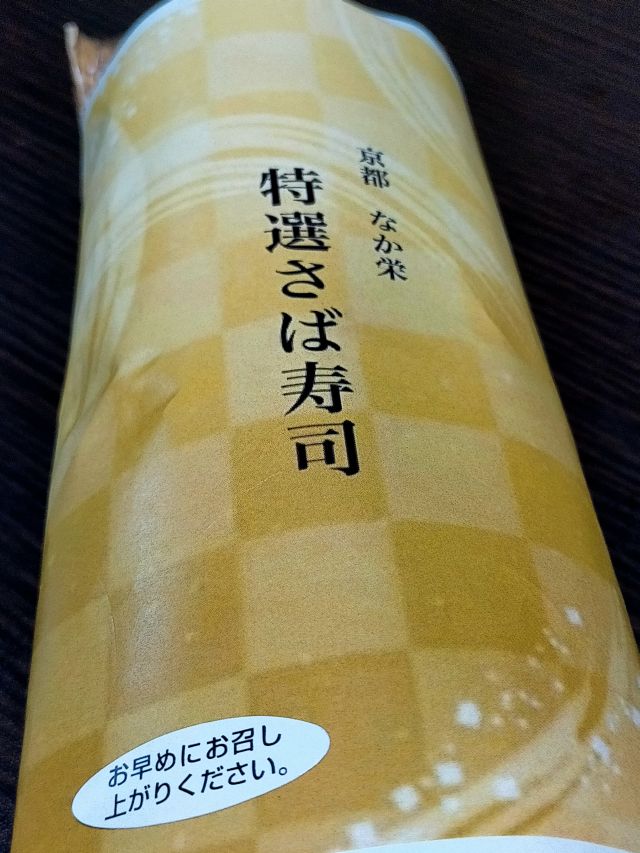 京都 なか栄
特選さば寿司
お早めにお召し
上がりください。